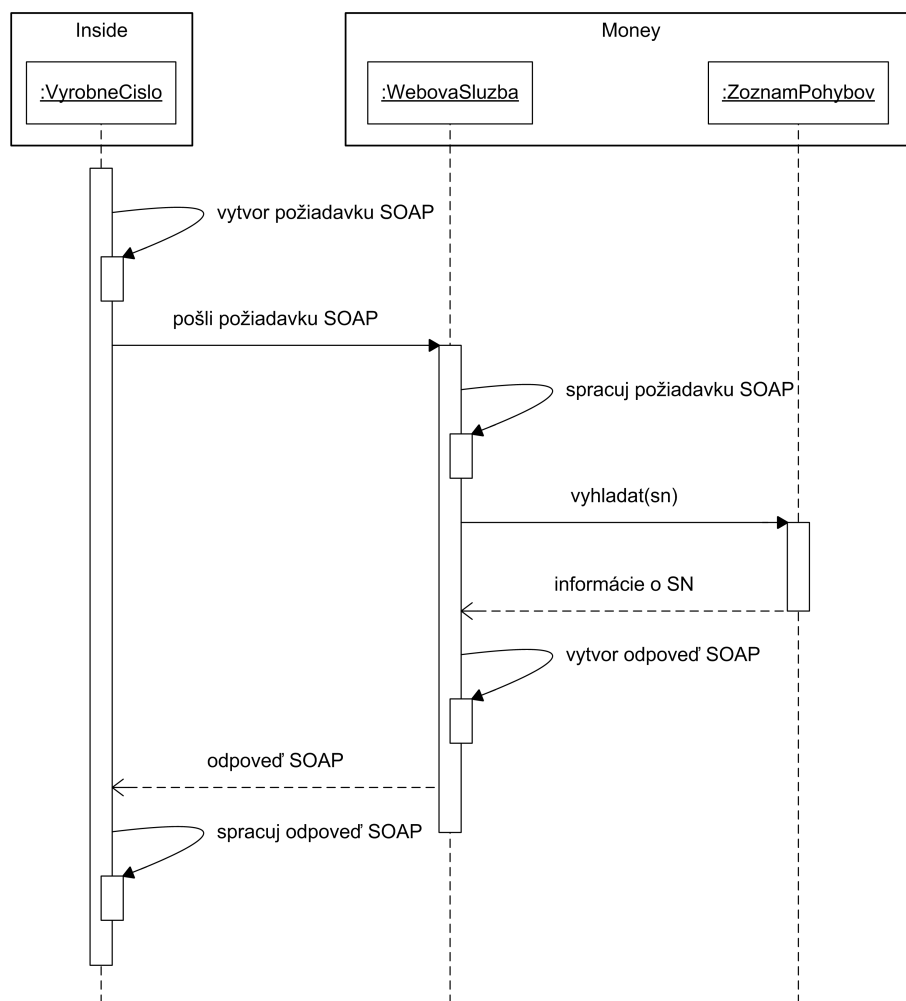 Inside
Money
:VyrobneCislo
:WebovaSluzba
:ZoznamPohybov
vytvor požiadavku SOAP
pošli požiadavku SOAP
spracuj požiadavku SOAP
vyhladat(sn)
informácie o SN
vytvor odpoveď SOAP
odpoveď SOAP
spracuj odpoveď SOAP